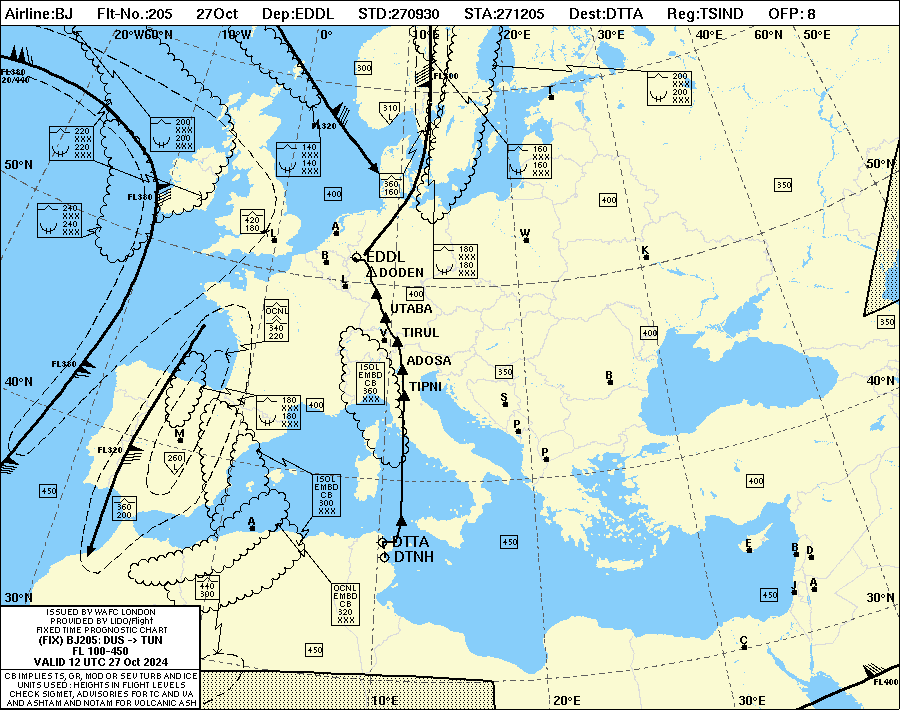 Airline:BJ Flt-No.:205 27Oct Dep:EDDL STD:270930 STA:271205 Dest:DTTA Reg:TSIND OFP: 8
20°W60°N 10°W 0° 10°E 20°E 30°E 40°E 60°N 50°E
FL380
20/440
FL300
300
310
L
FL320
200
XXX
200
XXX
T
220
XXX
220
XXX
200
XXX
200
XXX
140
XXX
140
XXX
160
XXX
160
XXX
50°N
50°N
FL380
360
160
400
400
350
240
XXX
240
XXX
420
180
L
A
W
K
B
EDDL
DODEN
180
XXX
180
XXX
L
400
OCNL
340
220
UTABA
V
TIRUL
350
400
FL380
ADOSA
ISOL
EMBD
CB
360
XXX
TIPNI
350
B
40°N
40°N
180
XXX
180
XXX
400
S
P
M
FL320
260
L
P
450
360
200
ISOL
EMBD
CB
300
XXX
400
A
DTTA
DTNH
450
E
B
D
440
300
OCNL
EMBD
CB
320
XXX
450
J
A
30°N
30°N
C
450
FL400
10°E 20°E 30°E
ISSUED BY WAFC LONDON
PROVIDED BY LIDO/Flight
FIXED TIME PROGNOSTIC CHART
(FIX) BJ205: DUS -> TUN
FL 100-450
VALID 12 UTC 27 Oct 2024
CB IMPLIES TS, GR, MOD OR SEV TURB AND ICE
UNITS USED : HEIGHTS IN FLIGHT LEVELS
CHECK SIGMET, ADVISORIES FOR TC AND VA
AND ASHTAM AND NOTAM FOR VOLCANIC ASH